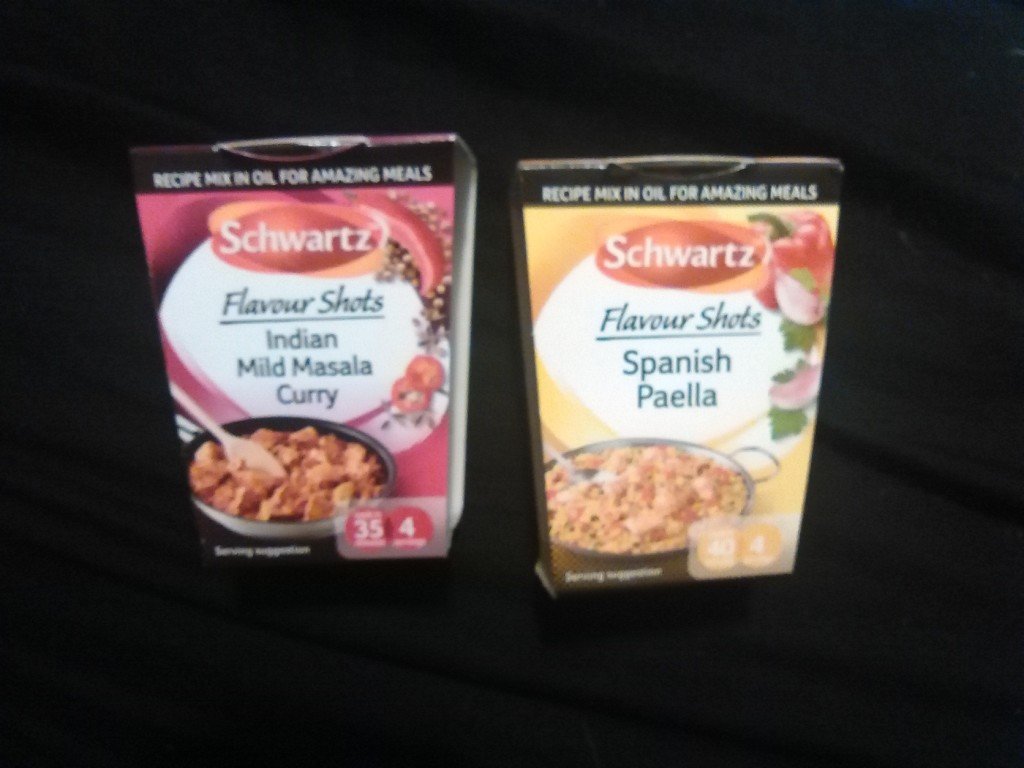 RECIPE MIX IN OIL FOR AMAZING MEALS
Schwartz
Flavour Shots
Indian
Mild Masala
Curry
35 4
Serving suggestion
RECIPE MIX IN OIL FOR AMAZING MEALS
Schwartz
Flavour Shots
Spanish
Paella
40 4
Serving suggestion